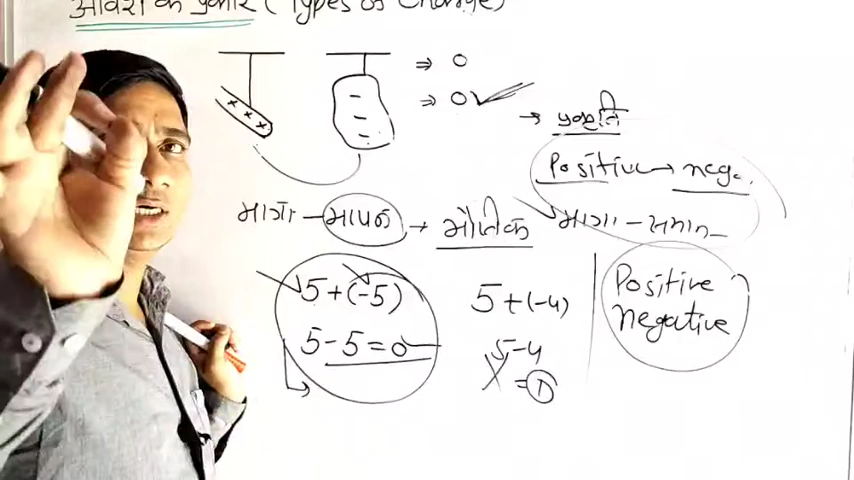 आवेश के प्रकार (Types of Charge)
⇒ 0
⇒ 0 ✓
→ प्रकृति
Positive → neg.
मात्रा - समान
मात्रा - मापक → भौतिक
5+(-5)
5-5=0
5+(-4)
5-4
=1
Positive
negative